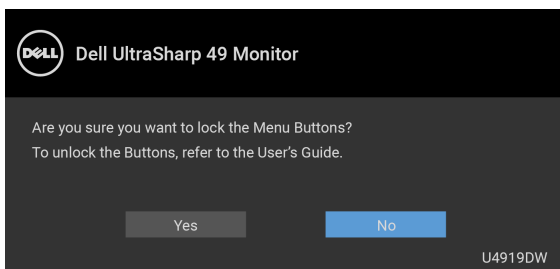 DELL
Dell UltraSharp 49 Monitor
Are you sure you want to lock the Menu Buttons?
To unlock the Buttons, refer to the User's Guide.
Yes
No
U4919DW